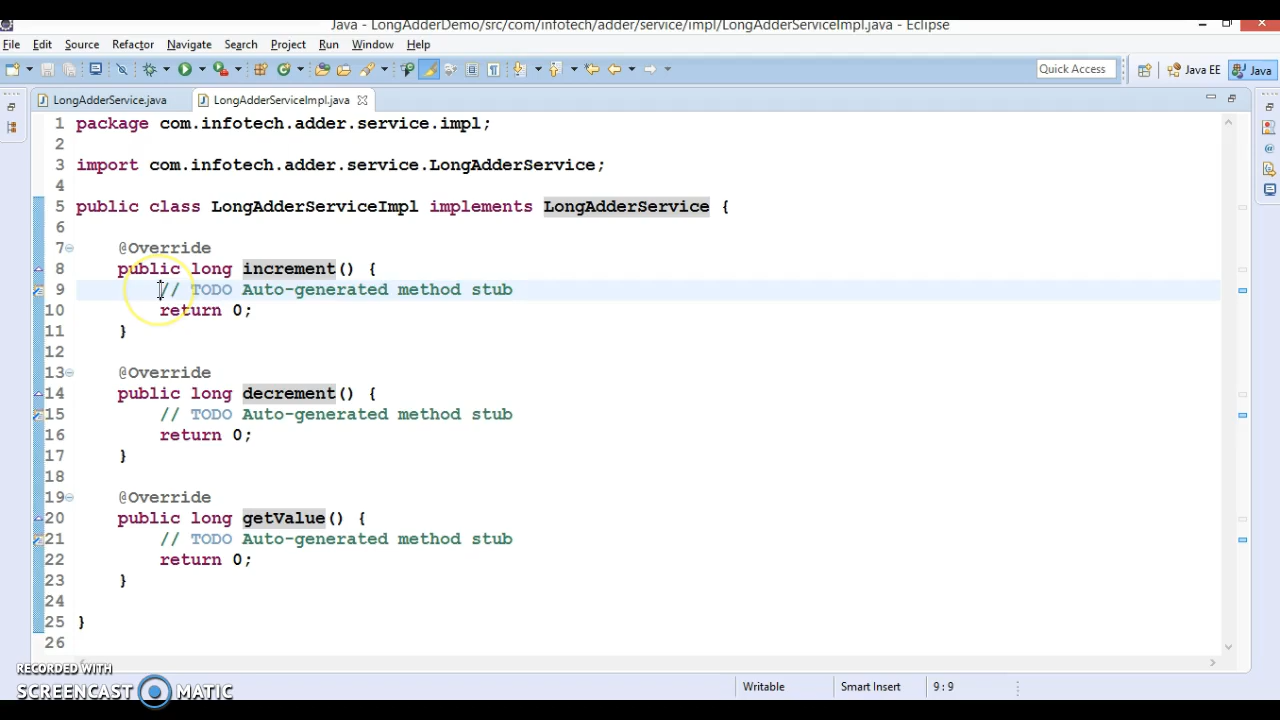 Java - LongAdderDemo/src/com/infotech/adder/service/impl/LongAdderServiceImpl.java - Eclipse
File Edit Source Refactor Navigate Search Project Run Window Help
Quick Access Java EE Java
LongAdderService.java LongAdderServiceImpl.java
1 package com.infotech.adder.service.impl;
2
3 import com.infotech.adder.service.LongAdderService;
4
5 public class LongAdderServiceImpl implements LongAdderService {
6
7 @Override
8 public long increment() {
9 // TODO Auto-generated method stub
10 return 0;
11 }
12
13 @Override
14 public long decrement() {
15 // TODO Auto-generated method stub
16 return 0;
17 }
18
19 @Override
20 public long getValue() {
21 // TODO Auto-generated method stub
22 return 0;
23 }
24
25 }
26
RECORDED WITH
SCREENCAST MATIC
Writable Smart Insert 9 : 9